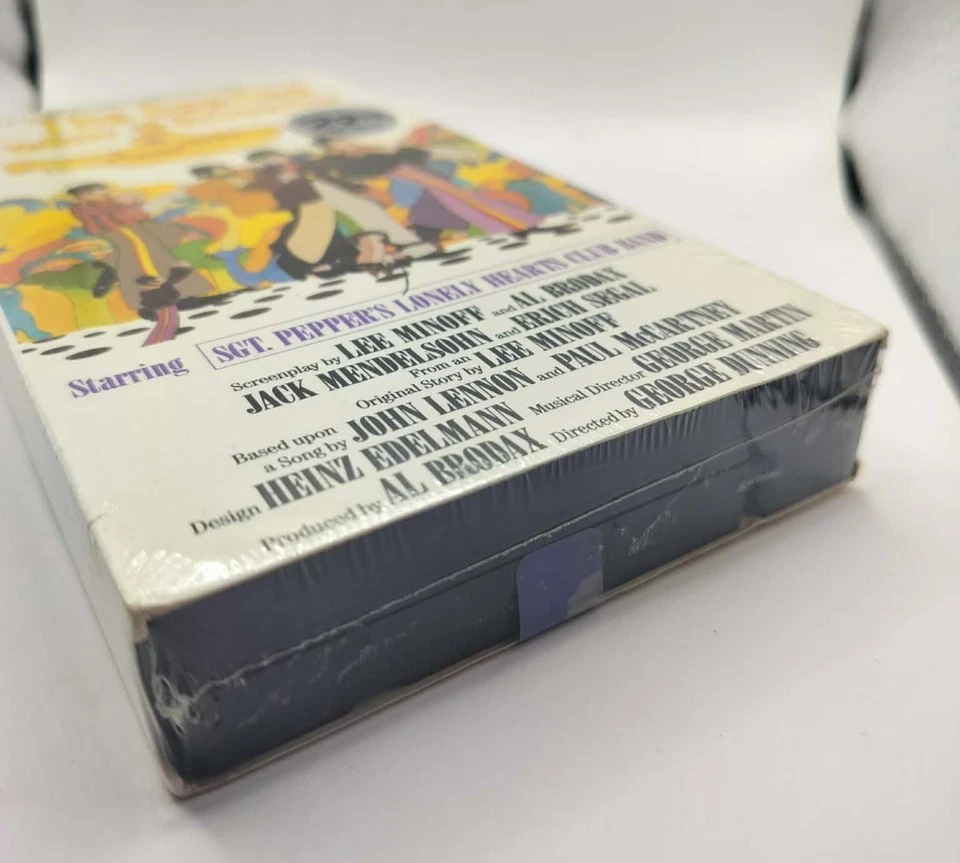 Starring SGT. PEPPER'S LONELY HEARTS CLUB BAND
Screenplay by LEE MINOFF and AL BRODAX
JACK MENDELSOHN and ERICH SEGAL
From an Original Story by LEE MINOFF
Based upon a Song by JOHN LENNON and PAUL McCARTNEY
Design HEINZ EDELMANN Musical Director GEORGE MARTIN
Produced by AL BRODAX Directed by GEORGE DUNNING